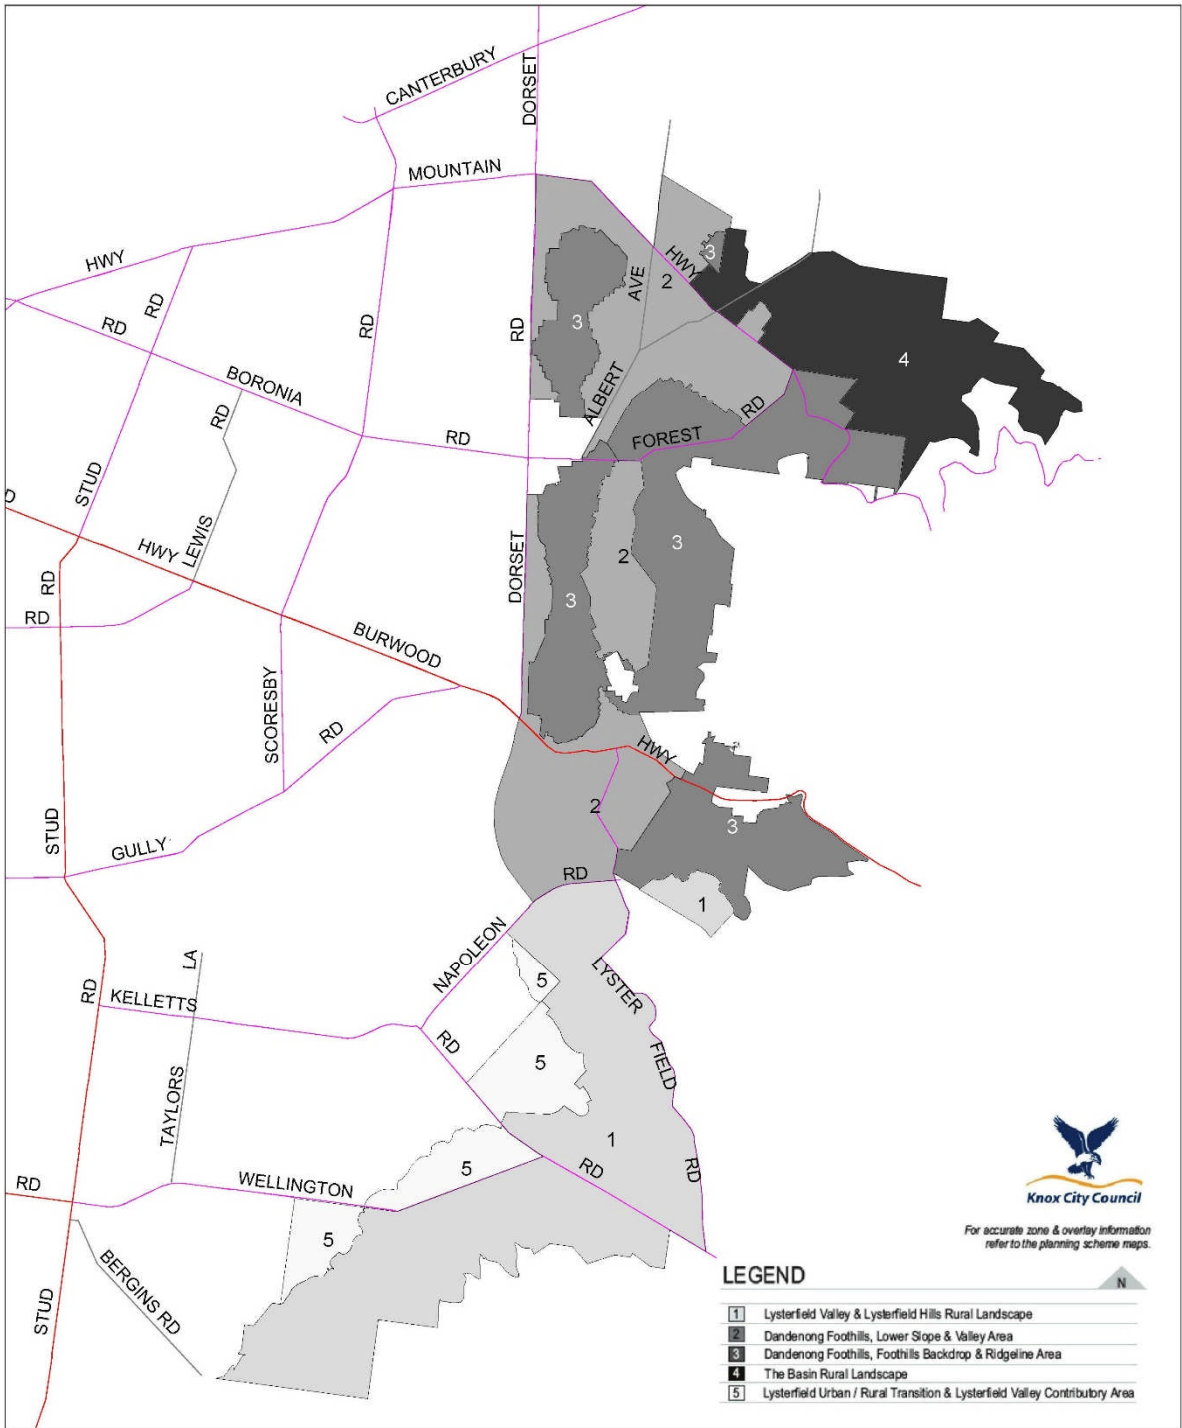 CANTERBURY
DORSET
MOUNTAIN
HWY
RD
RD
RD
RD
AVE
HWY
2
3
3
4
BORONIA
RD
ALBERT
RD
RD
FOREST
STUD
LEWIS
D
HWY
RD
RD
DORSET
3
2
3
BURWOOD
SCORESBY
RD
HWY
2
3
STUD
GULLY
RD
1
NAPOLEON
LA
RD
KELLETTS
RD
5
LYSTER
5
FIELD
TAYLORS
1
RD
RD
5
RD
WELLINGTON
5
BERGINS RD
STUD
Knox City Council
For accurate zone & overlay information
refer to the planning scheme maps.
LEGEND
N
1 Lysterfield Valley & Lysterfield Hills Rural Landscape
2 Dandenong Foothills, Lower Slope & Valley Area
3 Dandenong Foothills, Foothills Backdrop & Ridgeline Area
4 The Basin Rural Landscape
5 Lysterfield Urban / Rural Transition & Lysterfield Valley Contributory Area